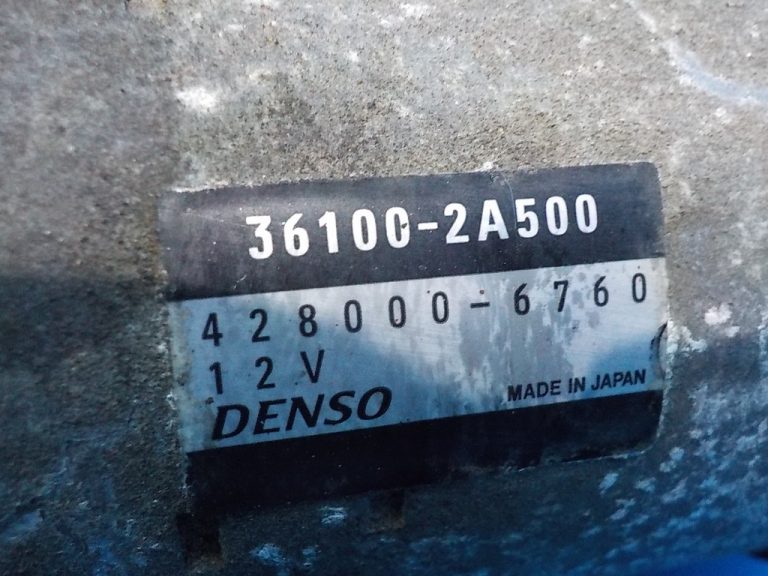 36100-2A500
428000-6760
12V
DENSO
MADE IN JAPAN